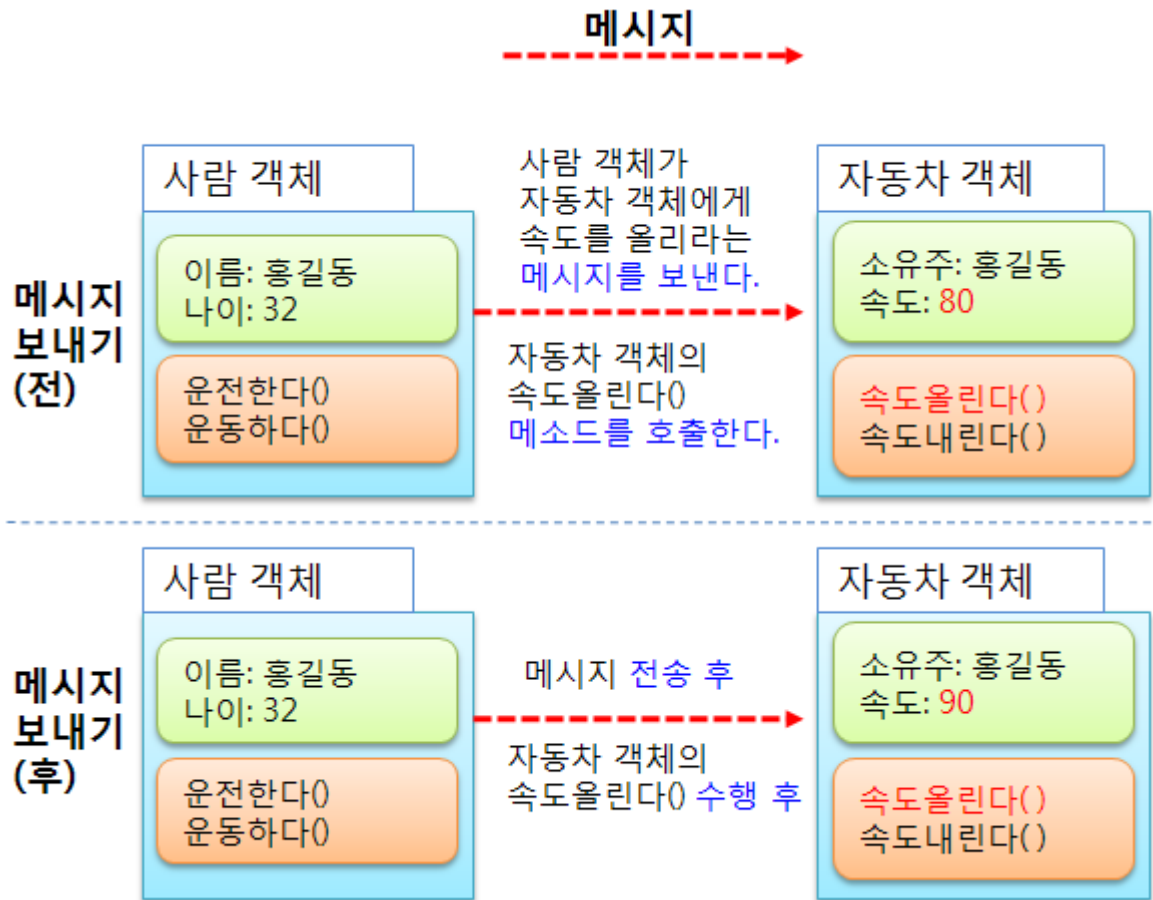 메시지
메시지
보내기
(전)
사람 객체
이름: 홍길동
나이: 32
운전한다()
운동하다()
사람 객체가
자동차 객체에게
속도를 올리라는
메시지를 보낸다.
자동차 객체의
속도올린다()
메소드를 호출한다.
자동차 객체
소유주: 홍길동
속도: 80
속도올린다( )
속도내린다( )
메시지
보내기
(후)
사람 객체
이름: 홍길동
나이: 32
운전한다()
운동하다()
메시지 전송 후
자동차 객체의
속도올린다() 수행 후
자동차 객체
소유주: 홍길동
속도: 90
속도올린다( )
속도내린다( )